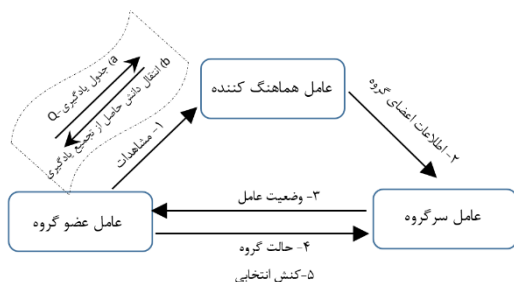 a) جدول یادگیری-Q
b) انتقال دانش حاصل از تجمیع یادگیری
عامل هماهنگ کننده
۱- مشاهدات
۲- اطلاعات اعضای گروه
۳- وضعیت عامل
عامل عضو گروه
عامل سرگروه
۴- حالت گروه
۵-کنش انتخابی